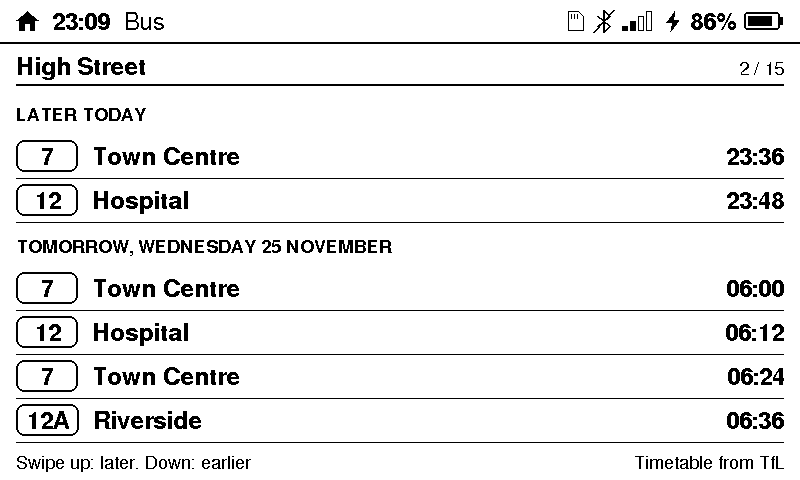 23:09 Bus 86%
High Street 2 / 15
LATER TODAY
7 Town Centre 23:36
12 Hospital 23:48
TOMORROW, WEDNESDAY 25 NOVEMBER
7 Town Centre 06:00
12 Hospital 06:12
7 Town Centre 06:24
12A Riverside 06:36
Swipe up: later. Down: earlier Timetable from TfL